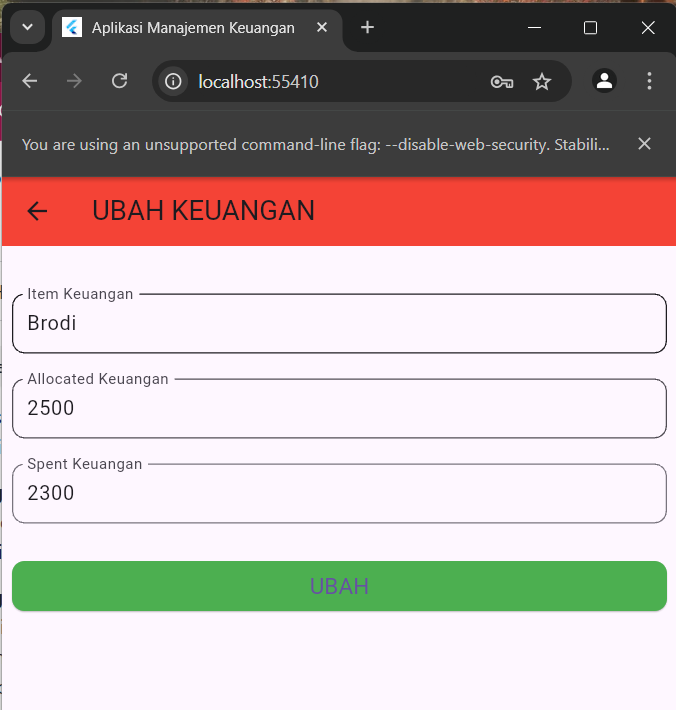 Aplikasi Manajemen Keuangan
localhost:55410
You are using an unsupported command-line flag: --disable-web-security. Stabili...
UBAH KEUANGAN
Item Keuangan
Brodi
Allocated Keuangan
2500
Spent Keuangan
2300
UBAH